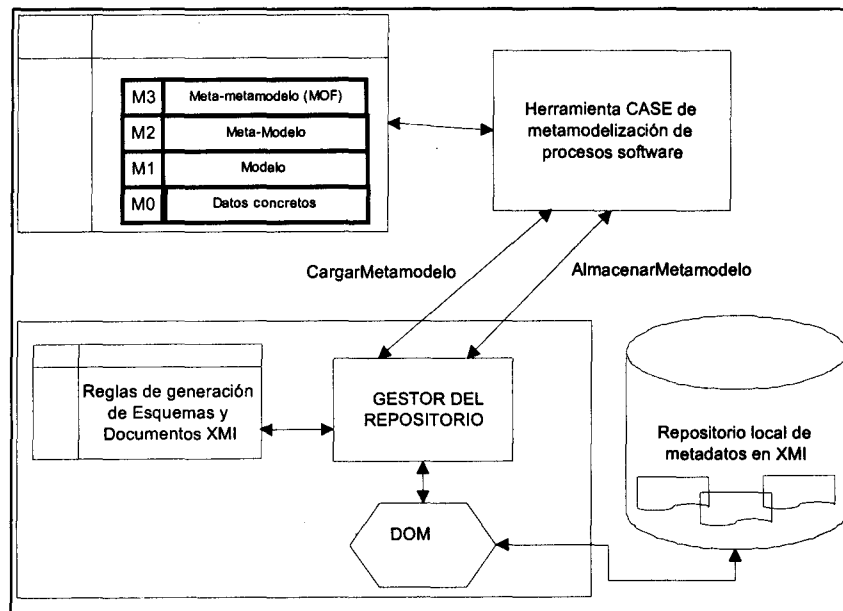 M3 Meta-metamodelo (MOF)
M2 Meta-Modelo
M1 Modelo
M0 Datos concretos
Herramienta CASE de
metamodelización de
procesos software
CargarMetamodelo
AlmacenarMetamodelo
Reglas de generación
de Esquemas y
Documentos XMI
GESTOR DEL
REPOSITORIO
Repositorio local de
metadatos en XMI
DOM